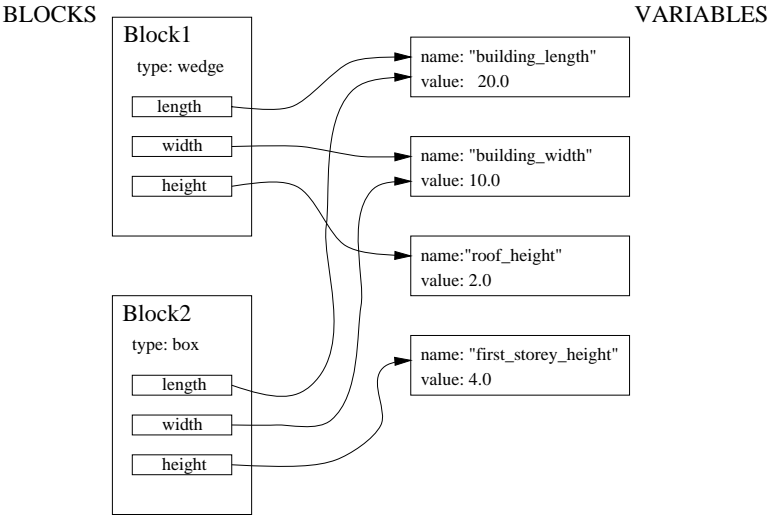 BLOCKS
VARIABLES
Block1
type: wedge
length
width
height
name: "building_length"
value: 20.0
name: "building_width"
value: 10.0
name:"roof_height"
value: 2.0
Block2
type: box
length
width
height
name: "first_storey_height"
value: 4.0